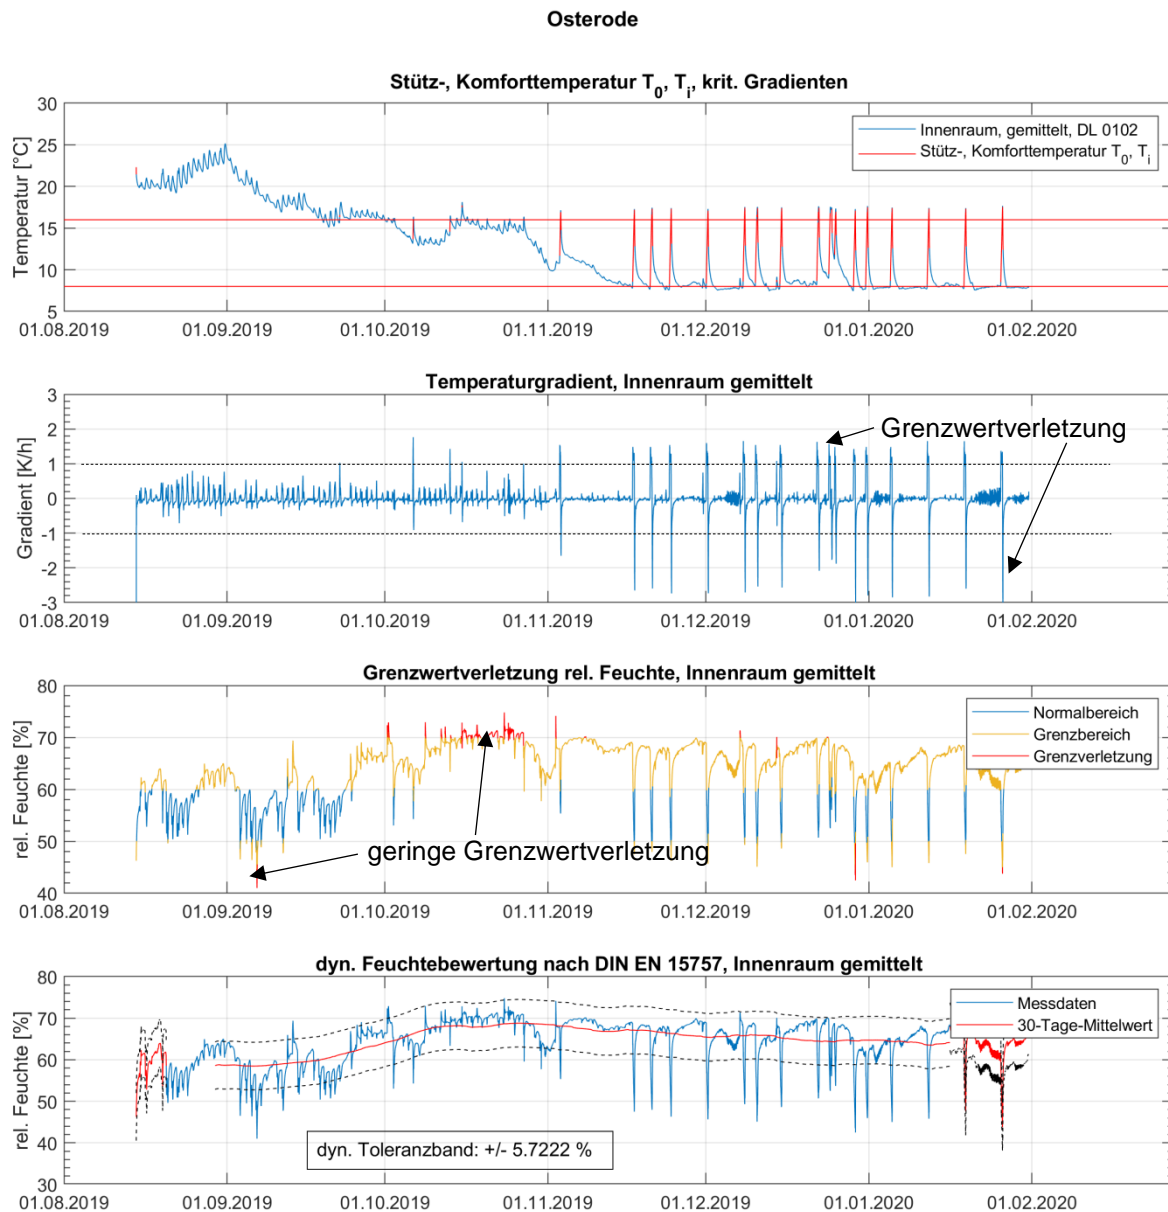 Osterode
Stütz-, Komforttemperatur T0, Ti, krit. Gradienten
Temperatur [°C]
30
25
20
15
10
5
Innenraum, gemittelt, DL 0102
Stütz-, Komforttemperatur T0, Ti
01.08.2019 01.09.2019 01.10.2019 01.11.2019 01.12.2019 01.01.2020 01.02.2020
Temperaturgradient, Innenraum gemittelt
Gradient [K/h]
3
2
1
0
-1
-2
-3
Grenzwertverletzung
01.08.2019 01.09.2019 01.10.2019 01.11.2019 01.12.2019 01.01.2020 01.02.2020
Grenzwertverletzung rel. Feuchte, Innenraum gemittelt
rel. Feuchte [%]
80
70
60
50
40
Normalbereich
Grenzbereich
Grenzverletzung
geringe Grenzwertverletzung
01.08.2019 01.09.2019 01.10.2019 01.11.2019 01.12.2019 01.01.2020 01.02.2020
dyn. Feuchtebewertung nach DIN EN 15757, Innenraum gemittelt
rel. Feuchte [%]
80
70
60
50
40
30
Messdaten
30-Tage-Mittelwert
dyn. Toleranzband: +/- 5.7222 %
01.08.2019 01.09.2019 01.10.2019 01.11.2019 01.12.2019 01.01.2020 01.02.2020